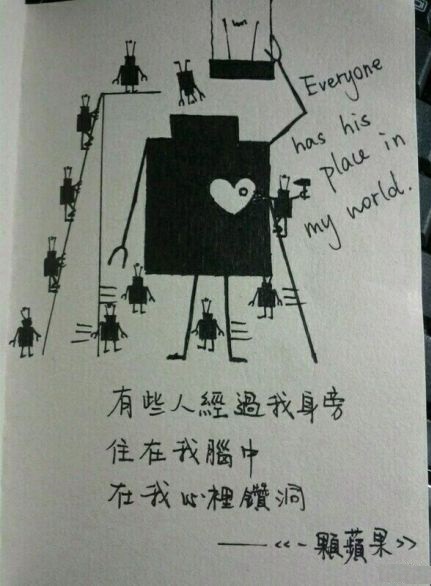 Everyone
has his
place in
my world.
有些人經過我身旁
住在我腦中
在我心裡鑽洞
——《一顆蘋果》